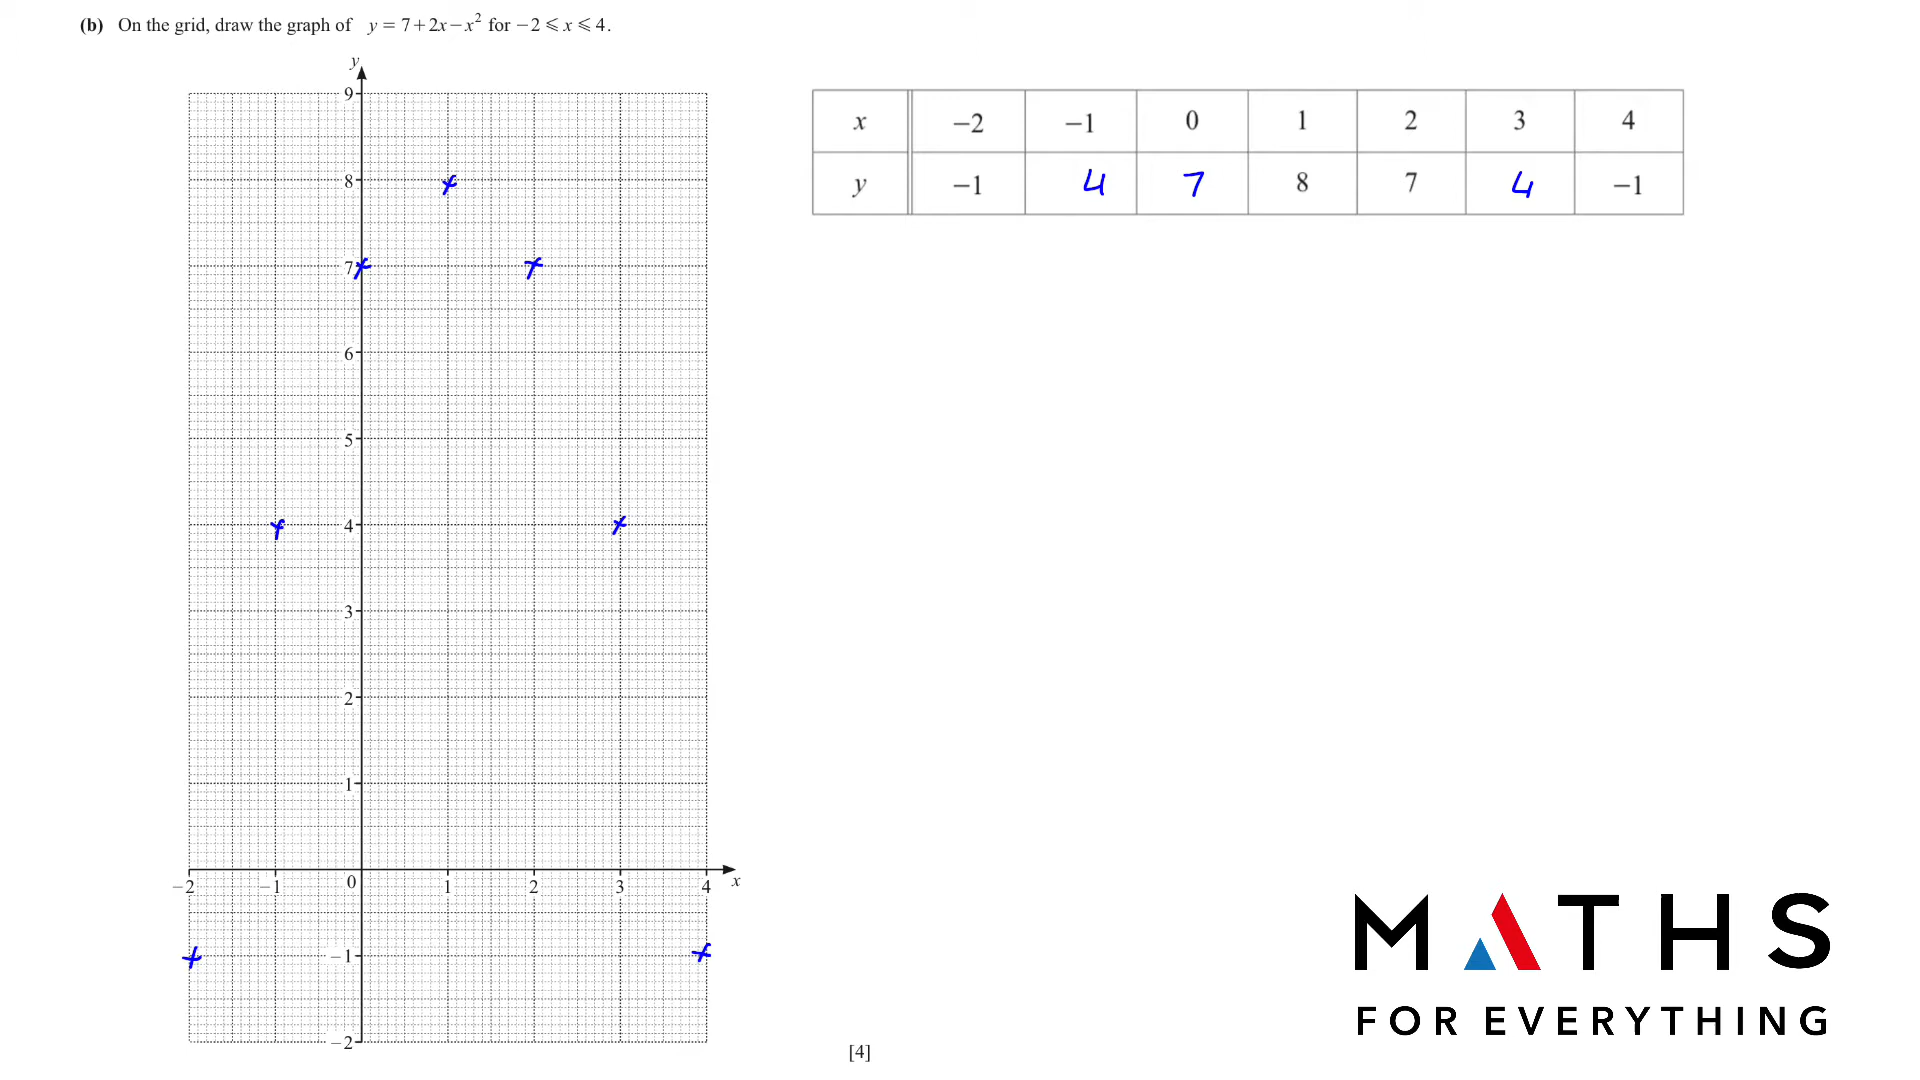 (b) On the grid, draw the graph of y = 7 + 2x − x² for −2 ⩽ x ⩽ 4.
y
9
8
7
6
5
4
3
2
1
−2 −1 0 1 2 3 4 x
−1
−2
x −2 −1 0 1 2 3 4
y −1 4 7 8 7 4 −1
[4]
MATHS
FOR EVERYTHING